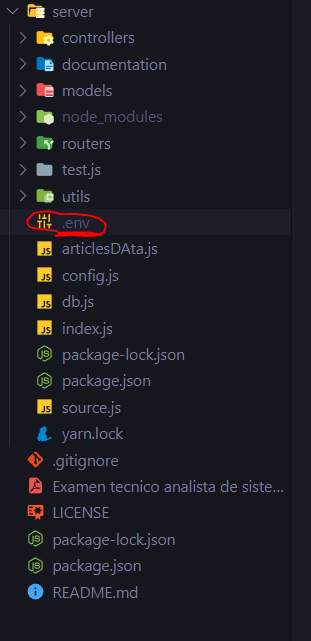 server
controllers
documentation
models
node_modules
routers
test.js
utils
.env
articlesDAta.js
config.js
db.js
index.js
package-lock.json
package.json
source.js
yarn.lock
.gitignore
Examen tecnico analista de siste...
LICENSE
package-lock.json
package.json
README.md